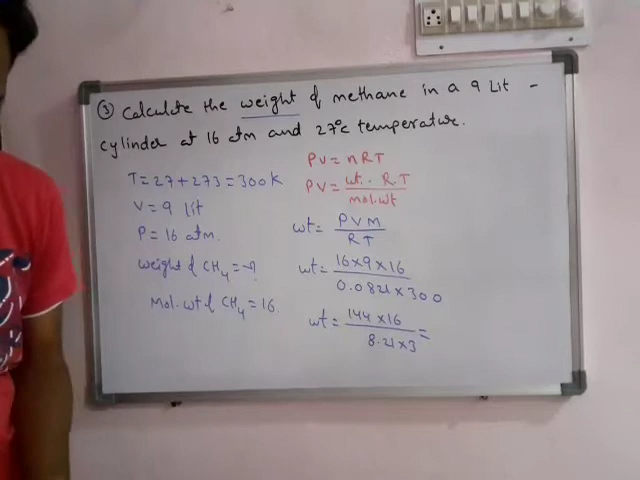 ③ Calculate the weight of methane in a 9 Lit -
cylinder at 16 atm and 27°C temperature.
T = 27 + 273 = 300 K
V = 9 Lit
P = 16 atm.
Weight of CH₄ = ?
Mol. wt of CH₄ = 16.
PV = nRT
PV = wt. RT / mol.wt
wt = PVM / RT
wt = 16 × 9 × 16 / 0.0821 × 300
wt = 144 × 16 / 8.21 × 3 =